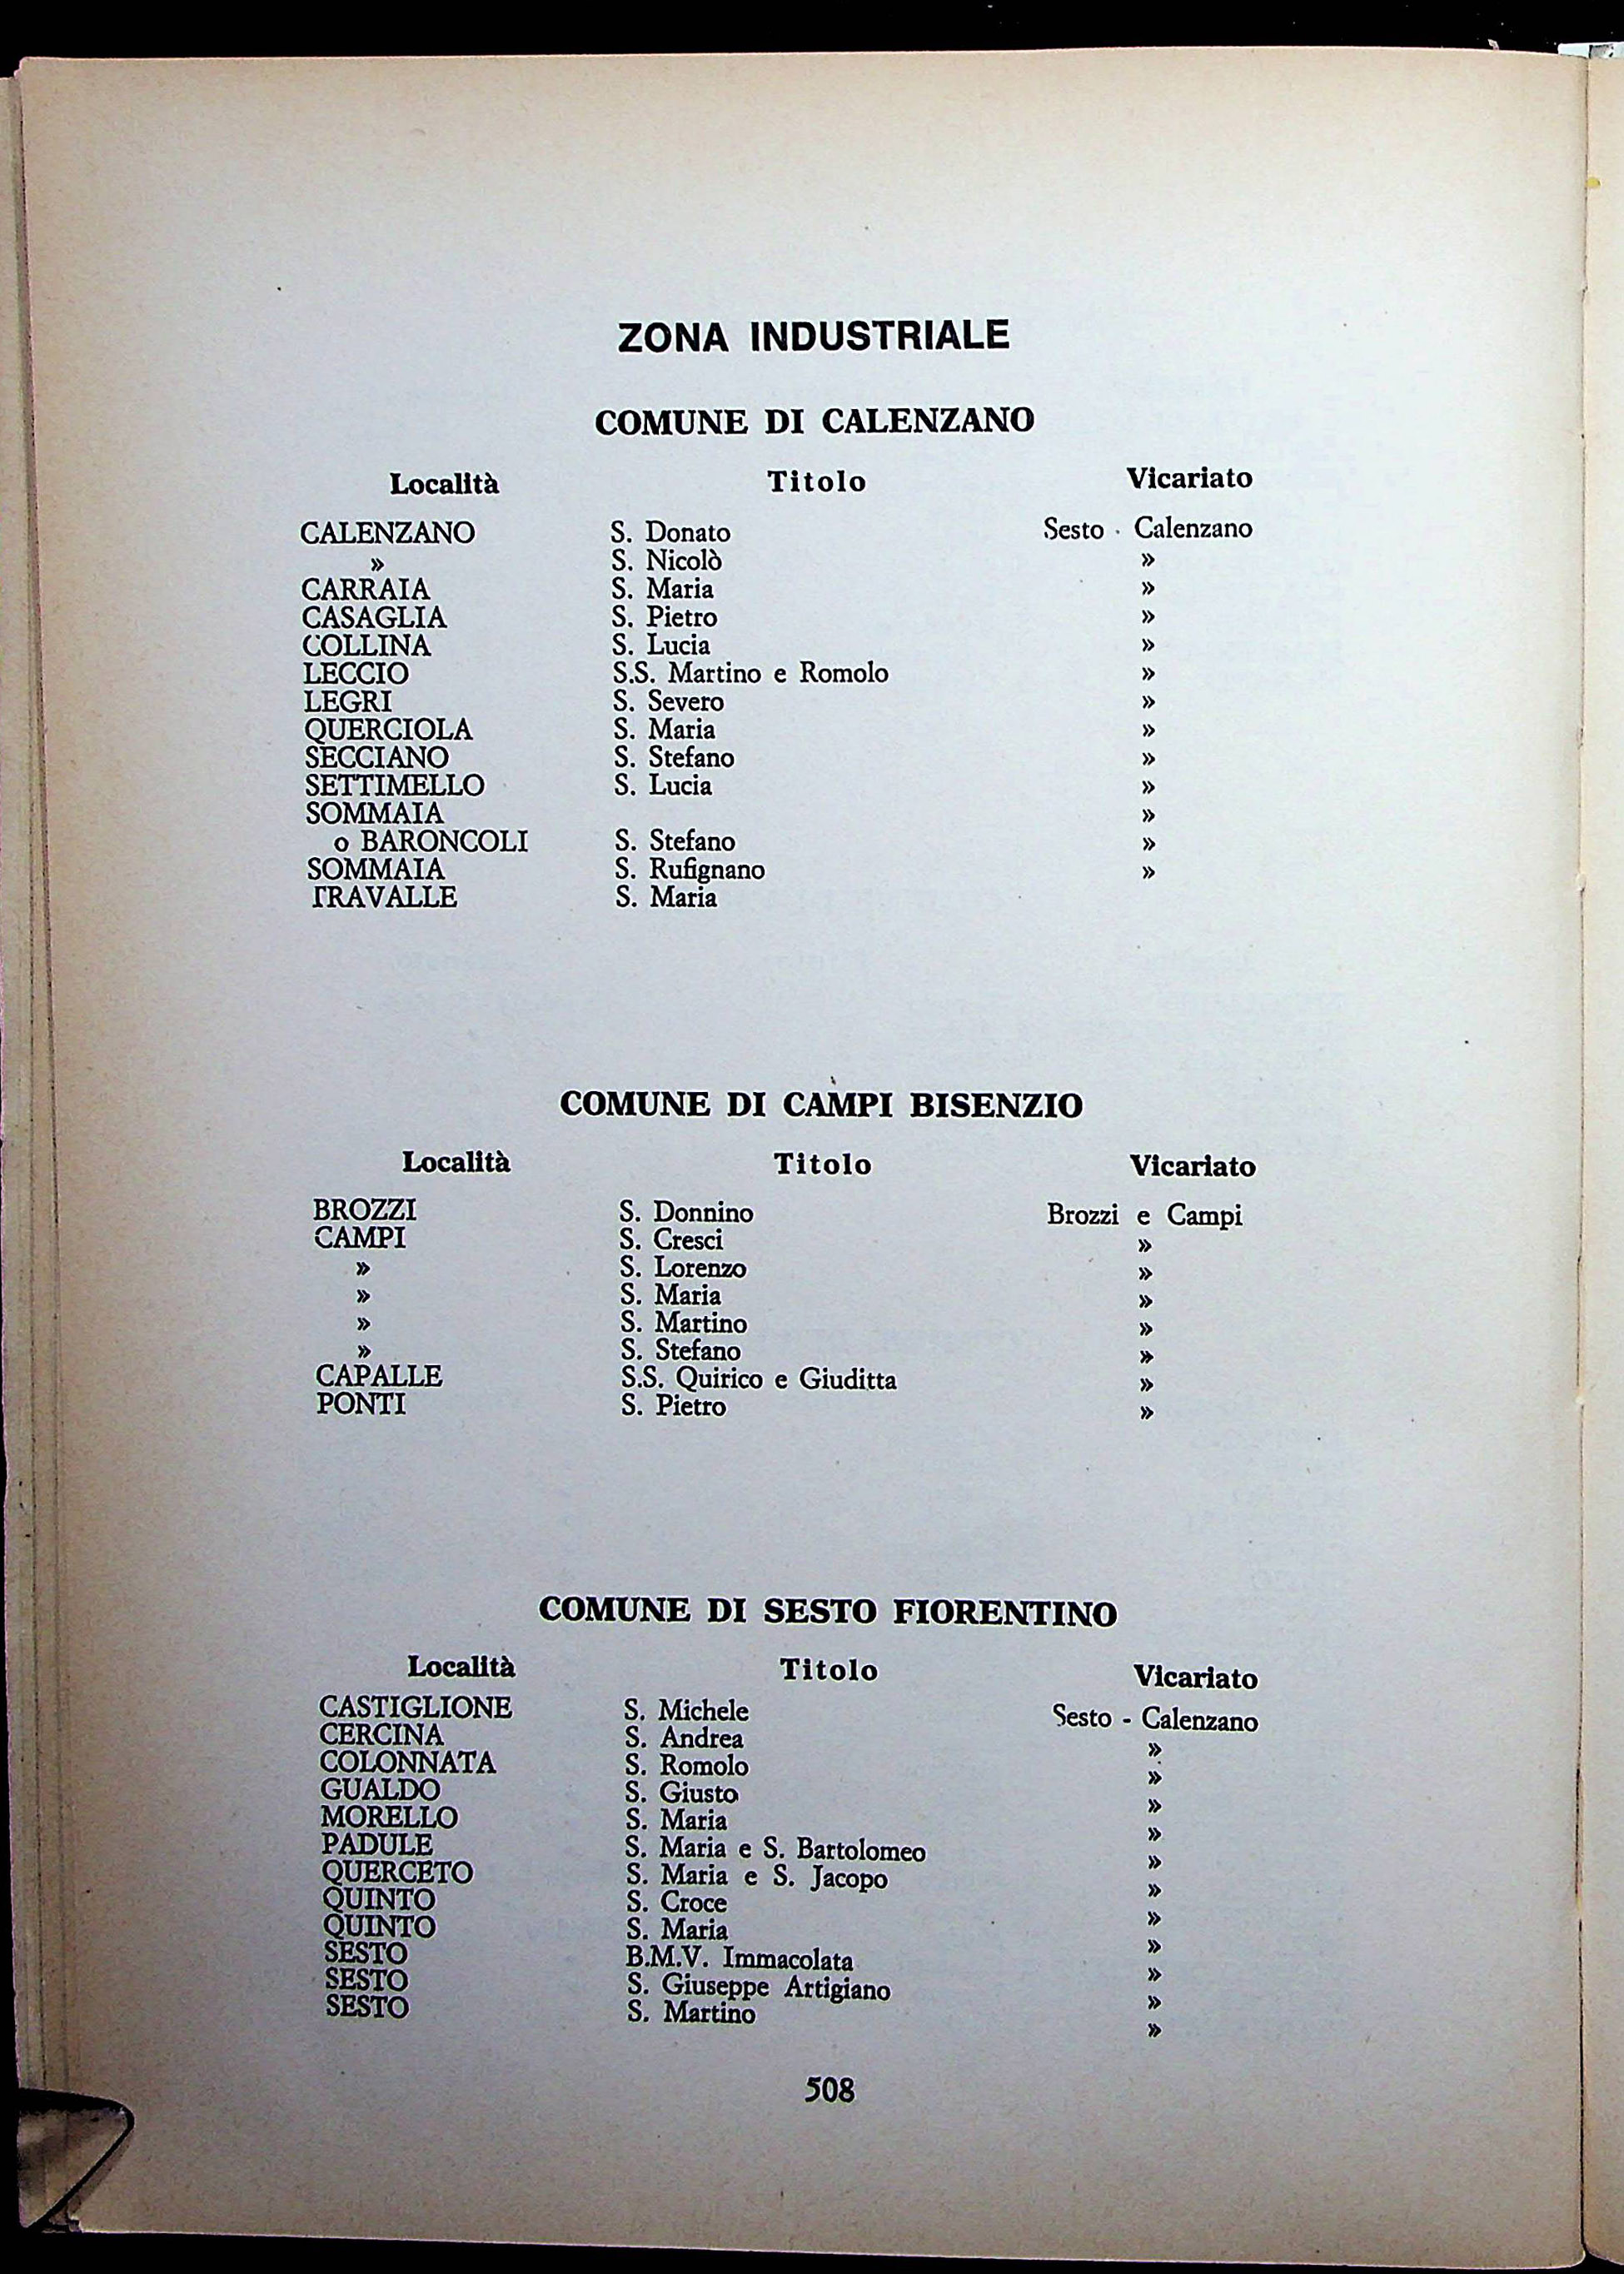 ZONA INDUSTRIALE
COMUNE DI CALENZANO
Località Titolo Vicariato
CALENZANO S. Donato Sesto - Calenzano
» S. Nicolò »
CARRAIA S. Maria »
CASAGLIA S. Pietro »
COLLINA S. Lucia »
LECCIO S.S. Martino e Romolo »
LEGRI S. Severo »
QUERCIOLA S. Maria »
SECCIANO S. Stefano »
SETTIMELLO S. Lucia »
SOMMAIA »
o BARONCOLI S. Stefano »
SOMMAIA S. Rufignano »
TRAVALLE S. Maria
COMUNE DI CAMPI BISENZIO
Località Titolo Vicariato
BROZZI S. Donnino Brozzi e Campi
CAMPI S. Cresci »
» S. Lorenzo »
» S. Maria »
» S. Martino »
» S. Stefano »
CAPALLE S.S. Quirico e Giuditta »
PONTI S. Pietro »
COMUNE DI SESTO FIORENTINO
Località Titolo Vicariato
CASTIGLIONE S. Michele Sesto - Calenzano
CERCINA S. Andrea »
COLONNATA S. Romolo »
GUALDO S. Giusto »
MORELLO S. Maria »
PADULE S. Maria e S. Bartolomeo »
QUERCETO S. Maria e S. Jacopo »
QUINTO S. Croce »
QUINTO S. Maria »
SESTO B.M.V. Immacolata »
SESTO S. Giuseppe Artigiano »
SESTO S. Martino »
508